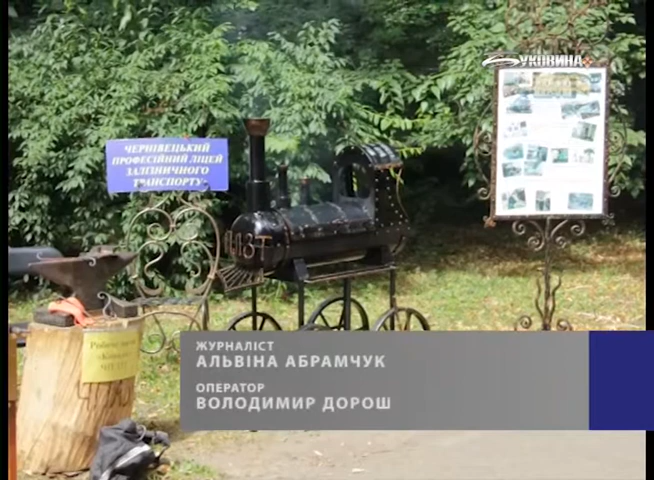 БУКОВИНА+
ЧЕРНІВЕЦЬКИЙ
ПРОФЕСІЙНИЙ ЛІЦЕЙ
ЗАЛІЗНИЧНОГО
ТРАНСПОРТУ
ЖУРНАЛІСТ
АЛЬВІНА АБРАМЧУК
ОПЕРАТОР
ВОЛОДИМИР ДОРОШ